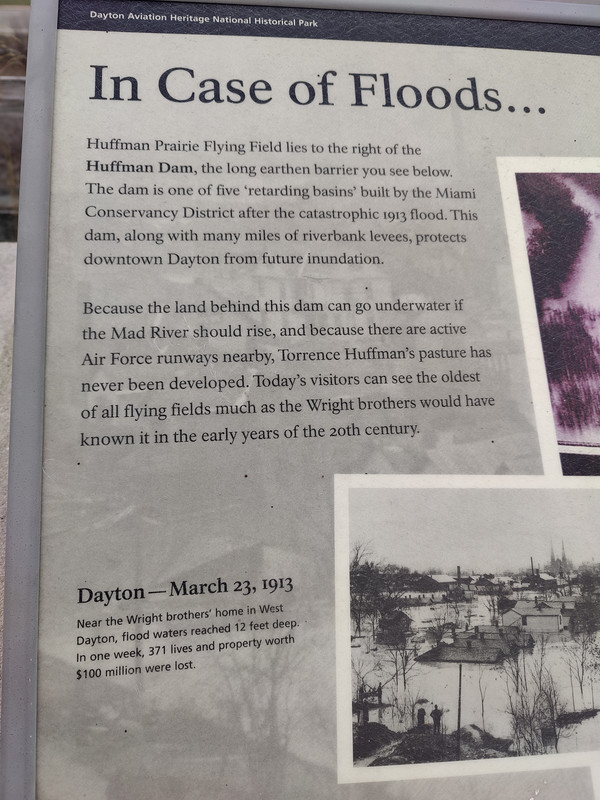 Dayton Aviation Heritage National Historical Park
In Case of Floods...
Huffman Prairie Flying Field lies to the right of the
Huffman Dam, the long earthen barrier you see below.
The dam is one of five ‘retarding basins’ built by the Miami
Conservancy District after the catastrophic 1913 flood. This
dam, along with many miles of riverbank levees, protects
downtown Dayton from future inundation.
Because the land behind this dam can go underwater if
the Mad River should rise, and because there are active
Air Force runways nearby, Torrence Huffman’s pasture has
never been developed. Today’s visitors can see the oldest
of all flying fields much as the Wright brothers would have
known it in the early years of the 20th century.
Dayton — March 23, 1913
Near the Wright brothers’ home in West
Dayton, flood waters reached 12 feet deep.
In one week, 371 lives and property worth
$100 million were lost.